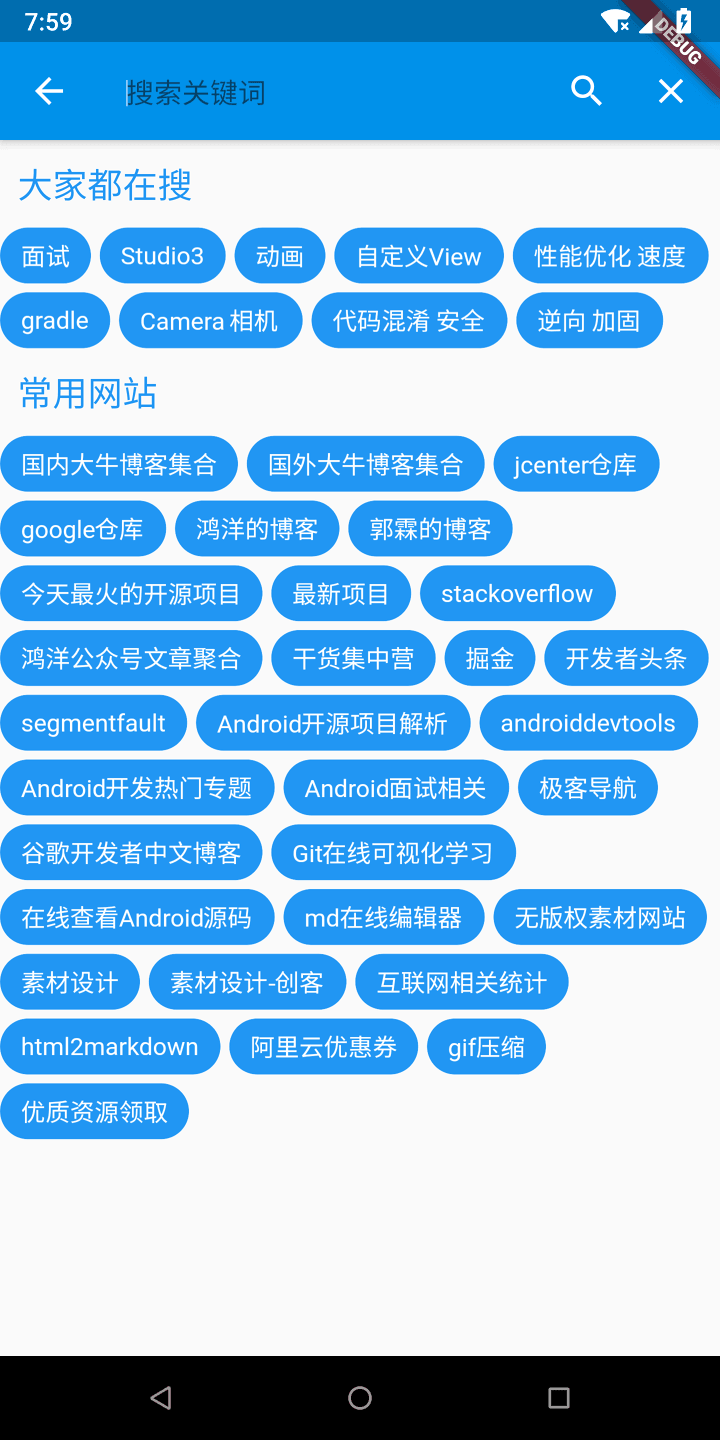 7:59
DEBUG
搜索关键词
大家都在搜
面试 Studio3 动画 自定义View 性能优化 速度
gradle Camera 相机 代码混淆 安全 逆向 加固
常用网站
国内大牛博客集合 国外大牛博客集合 jcenter仓库
google仓库 鸿洋的博客 郭霖的博客
今天最火的开源项目 最新项目 stackoverflow
鸿洋公众号文章聚合 干货集中营 掘金 开发者头条
segmentfault Android开源项目解析 androiddevtools
Android开发热门专题 Android面试相关 极客导航
谷歌开发者中文博客 Git在线可视化学习
在线查看Android源码 md在线编辑器 无版权素材网站
素材设计 素材设计-创客 互联网相关统计
html2markdown 阿里云优惠券 gif压缩
优质资源领取